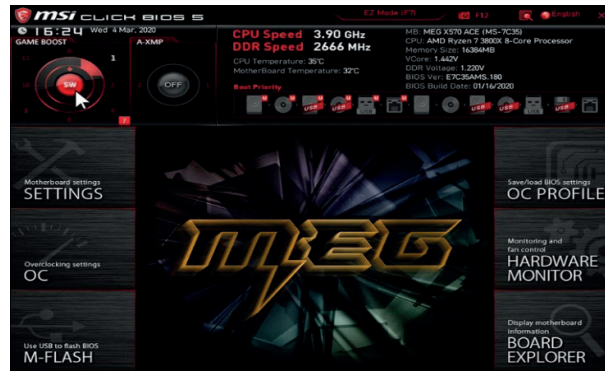 msi CLICK BIOS 5
EZ Mode (F7)
F12
English
X
16:24 Wed 4 Mar, 2020
GAME BOOST
A-XMP
1
SW
OFF
CPU Speed 3.90 GHz
DDR Speed 2666 MHz
CPU Temperature: 35°C
MotherBoard Temperature: 32°C
MB: MEG X570 ACE (MS-7C35)
CPU: AMD Ryzen 7 3800X 8-Core Processor
Memory Size: 16384MB
VCore: 1.442V
DDR Voltage: 1.220V
BIOS Ver: E7C35AMS.180
BIOS Build Date: 01/16/2020
Boot Priority
USB
USB
USB
USB
Motherboard settings
SETTINGS
Overclocking settings
OC
Use USB to flash BIOS
M-FLASH
MEG
Save/load BIOS settings
OC PROFILE
Monitoring and
fan control
HARDWARE
MONITOR
Display motherboard
information
BOARD
EXPLORER